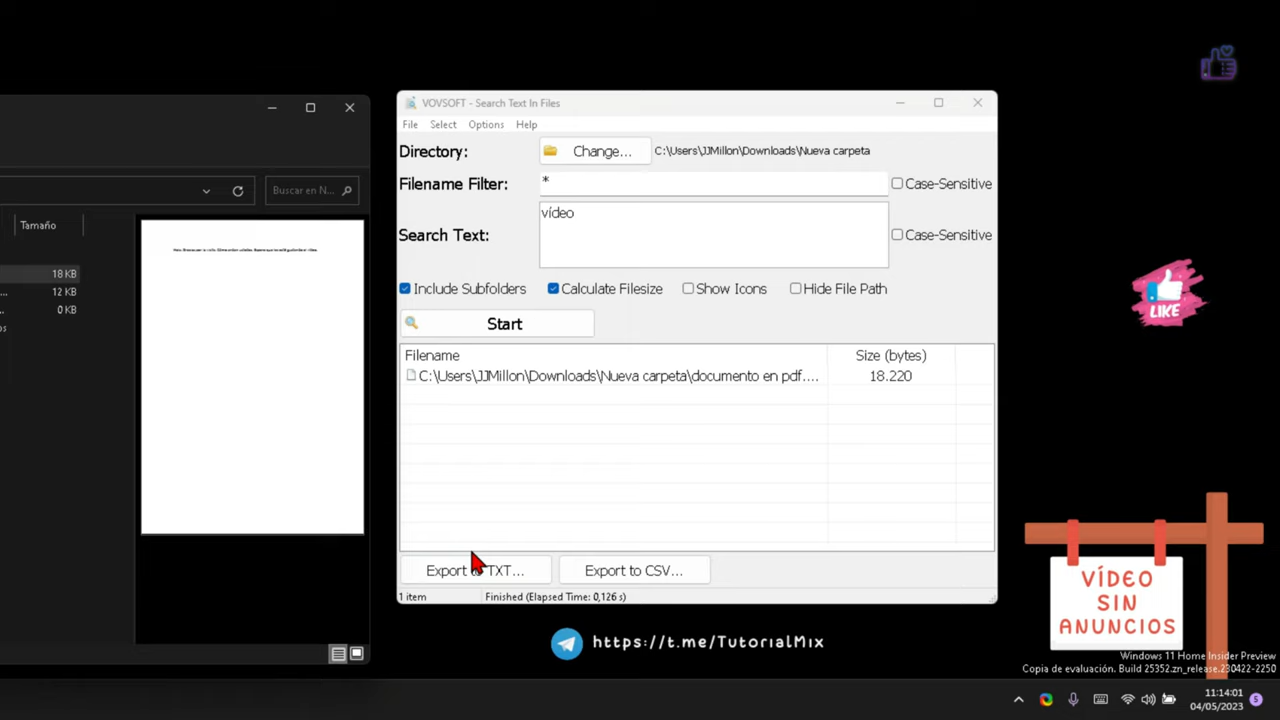 VOVSOFT - Search Text In Files
File Select Options Help
Directory: Change... C:\Users\JJMillon\Downloads\Nueva carpeta
Filename Filter: * Case-Sensitive
Search Text: vídeo Case-Sensitive
Include Subfolders Calculate Filesize Show Icons Hide File Path
Start
Filename Size (bytes)
C:\Users\JJMillon\Downloads\Nueva carpeta\documento en pdf.... 18.220
Export to TXT... Export to CSV...
1 item Finished (Elapsed Time: 0,126 s)
Buscar en N...
Tamaño
18 KB
12 KB
0 KB
LIKE
VÍDEO
SIN
ANUNCIOS
https://t.me/TutorialMix
Windows 11 Home Insider Preview
Copia de evaluación. Build 25352.zn_release.230422-2250
11:14:01
04/05/2023
5